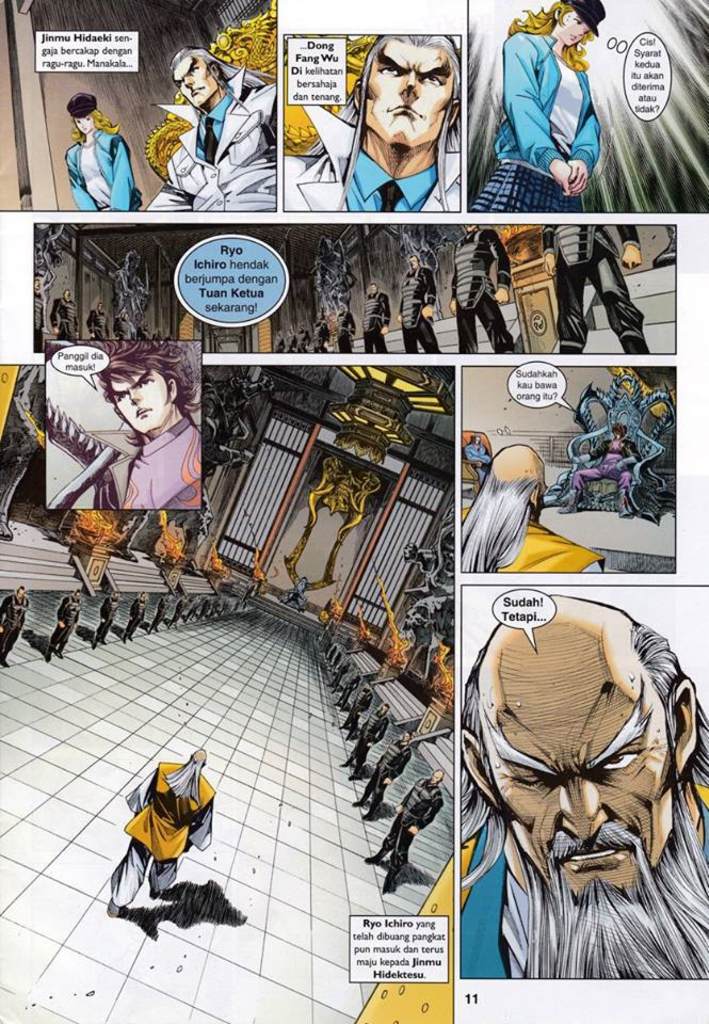 Jinmu Hidaeki sen-
gaja bercakap dengan
ragu-ragu. Manakala...
...Dong
Fang Wu
Di kelihatan
bersahaja
dan tenang.
Cis!
Syarat
kedua
itu akan
diterima
atau
tidak?
Ryo
Ichiro hendak
berjumpa dengan
Tuan Ketua
sekarang!
Panggil dia
masuk!
Sudahkah
kau bawa
orang itu?
Sudah!
Tetapi...
Ryo Ichiro yang
telah dibuang pangkat
pun masuk dan terus
maju kepada Jinmu
Hidektesu.
11